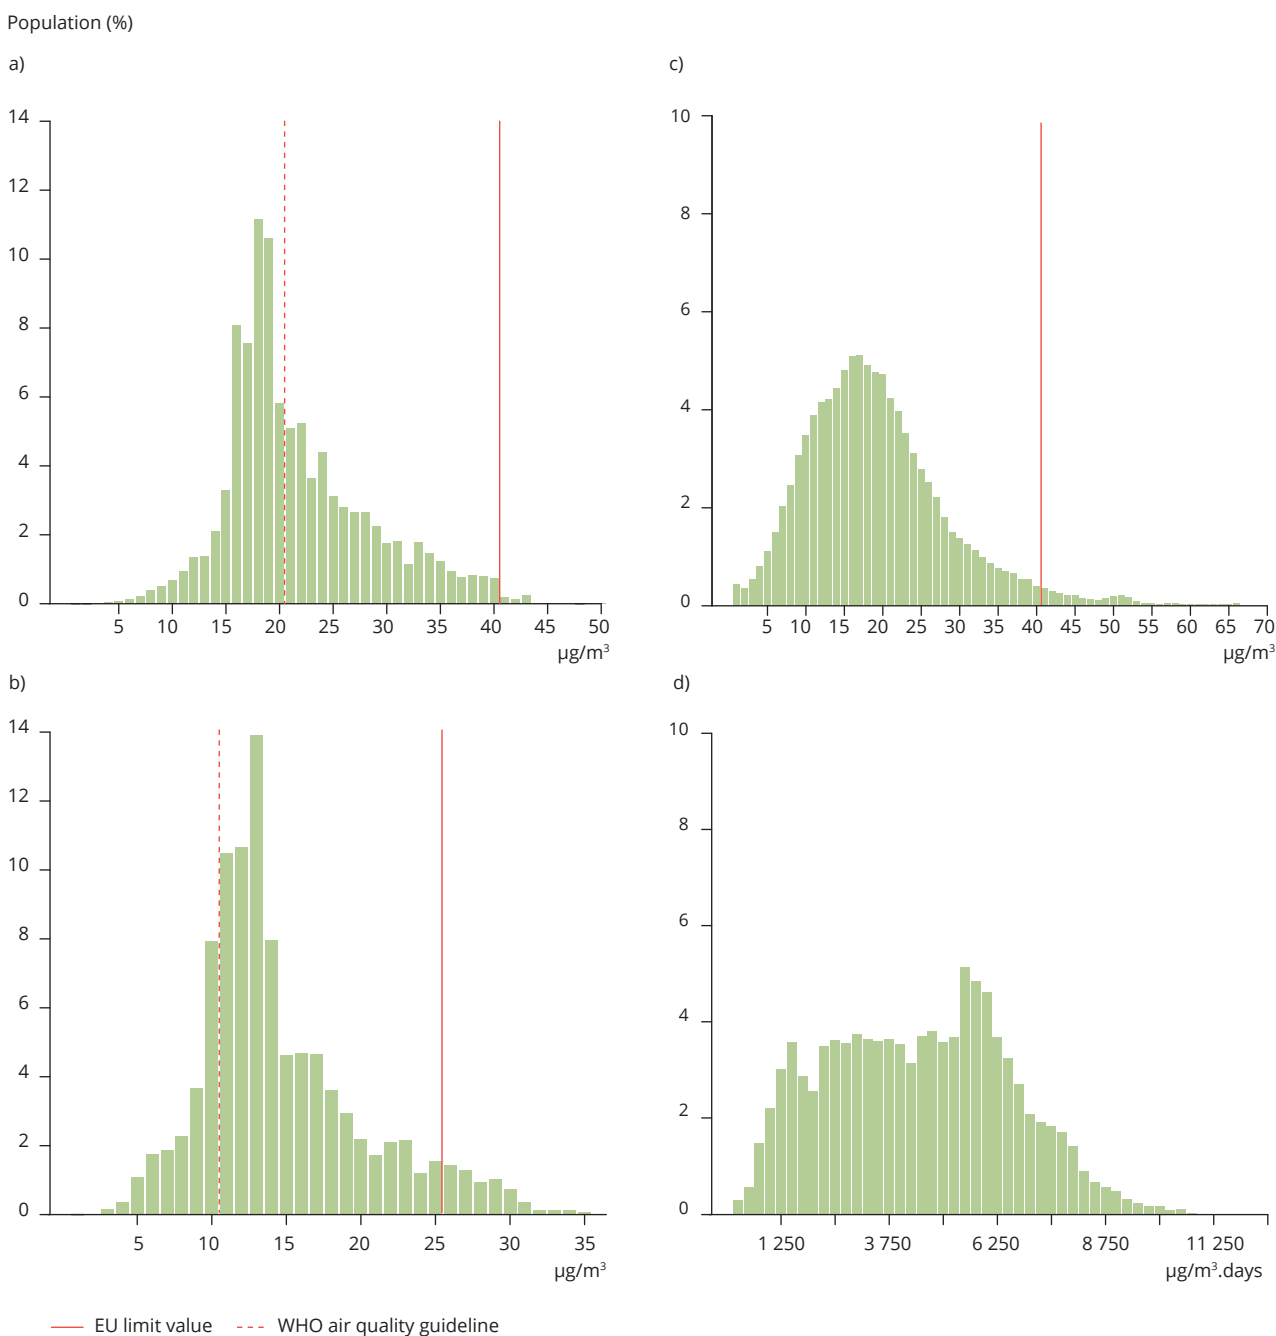 Population (%)
a)
14
12
10
8
6
4
2
0
5 10 15 20 25 30 35 40 45 50
µg/m³
c)
10
8
6
4
2
0
5 10 15 20 25 30 35 40 45 50 55 60 65 70
µg/m³
b)
14
12
10
8
6
4
2
0
5 10 15 20 25 30 35
µg/m³
d)
10
8
6
4
2
0
1 250 3 750 6 250 8 750 11 250
µg/m³.days
EU limit value WHO air quality guideline